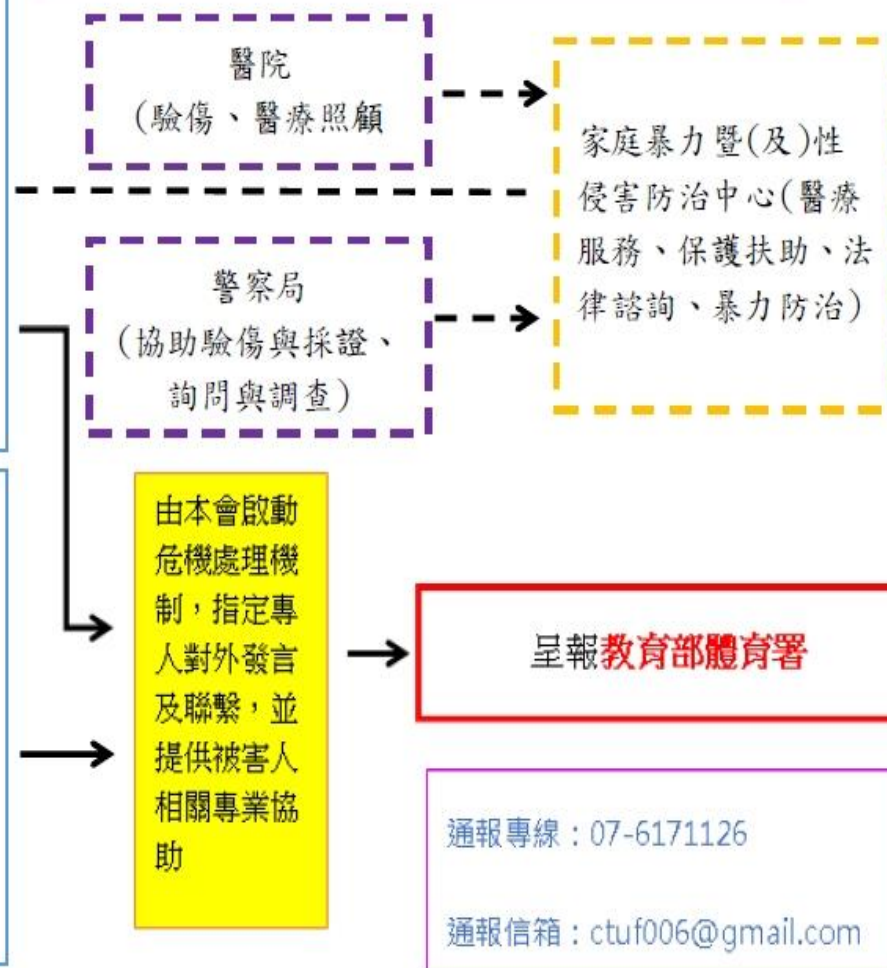 醫院
(驗傷、醫療照顧
家庭暴力暨(及)性
侵害防治中心(醫療
服務、保護扶助、法
律諮詢、暴力防治)
警察局
(協助驗傷與採證、
詢問與調查)
由本會啟動
危機處理機
制，指定專
人對外發言
及聯繫，並
提供被害人
相關專業協
助
呈報教育部體育署
通報專線：07-6171126
通報信箱：ctuf006@gmail.com